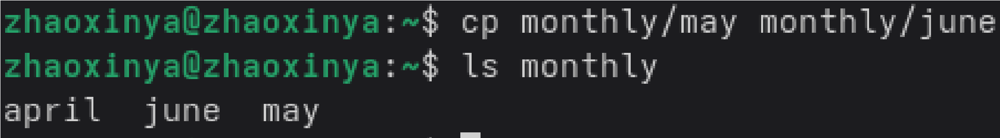 zhaoxinya@zhaoxinya:~$ cp monthly/may monthly/june
zhaoxinya@zhaoxinya:~$ ls monthly
april  june  may